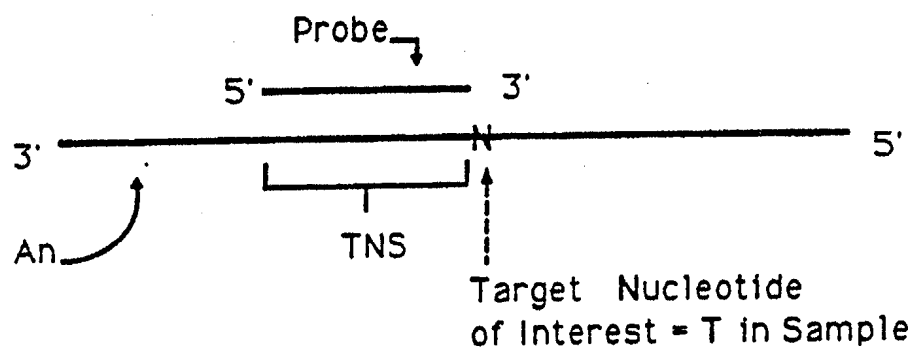 Probe
5' 3'
N
3' 5'
An
TNS
Target Nucleotide
of Interest = T in Sample